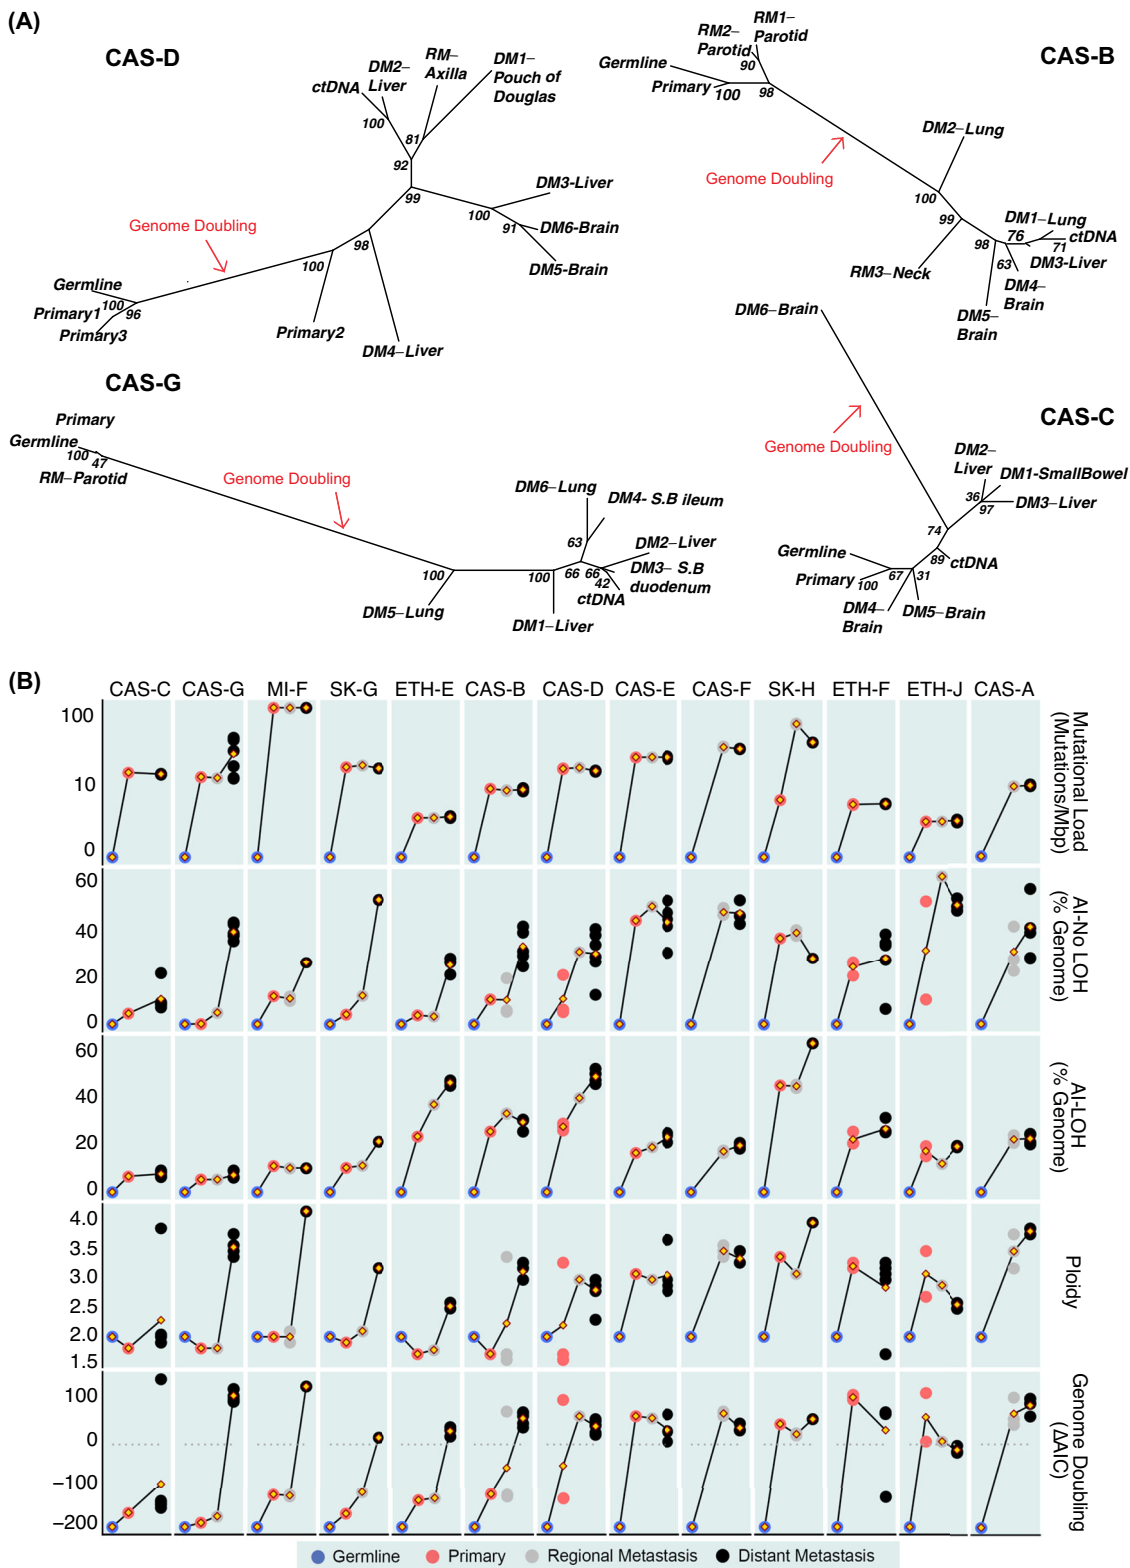 (A)
CAS-D
ctDNA
DM2-
Liver
RM-
Axilla
DM1-
Pouch of
Douglas
100
81
92
99
DM3-Liver
100
91
DM6-Brain
DM5-Brain
98
100
Genome Doubling
Germline
100
96
Primary1
Primary3
Primary2
DM4-Liver
CAS-B
RM2-
Parotid
RM1-
Parotid
90
Germline
Primary
100
98
Genome Doubling
DM2-Lung
100
99
98
RM3-Neck
DM1-Lung
76
ctDNA
71
63
DM3-Liver
DM4-
Brain
DM5-
Brain
CAS-G
Primary
Germline
100
47
RM-Parotid
Genome Doubling
DM6-Lung
DM4- S.B ileum
63
DM2-Liver
100
100
66
66
DM3- S.B
duodenum
42
ctDNA
DM5-Lung
DM1-Liver
CAS-C
DM6-Brain
Genome Doubling
DM2-
Liver
DM1-SmallBowel
36
97
DM3-Liver
74
89
ctDNA
Germline
Primary
100
67
31
DM4-
Brain
DM5-Brain
(B)
CAS-C CAS-G MI-F SK-G ETH-E CAS-B CAS-D CAS-E CAS-F SK-H ETH-F ETH-J CAS-A
100
10
0
Mutational Load
(Mutations/Mbp)
60
40
20
0
AI-No LOH
(% Genome)
60
40
20
0
AI-LOH
(% Genome)
4.0
3.5
3.0
2.5
2.0
1.5
Ploidy
100
0
−100
−200
Genome Doubling
(ΔAIC)
Germline Primary Regional Metastasis Distant Metastasis